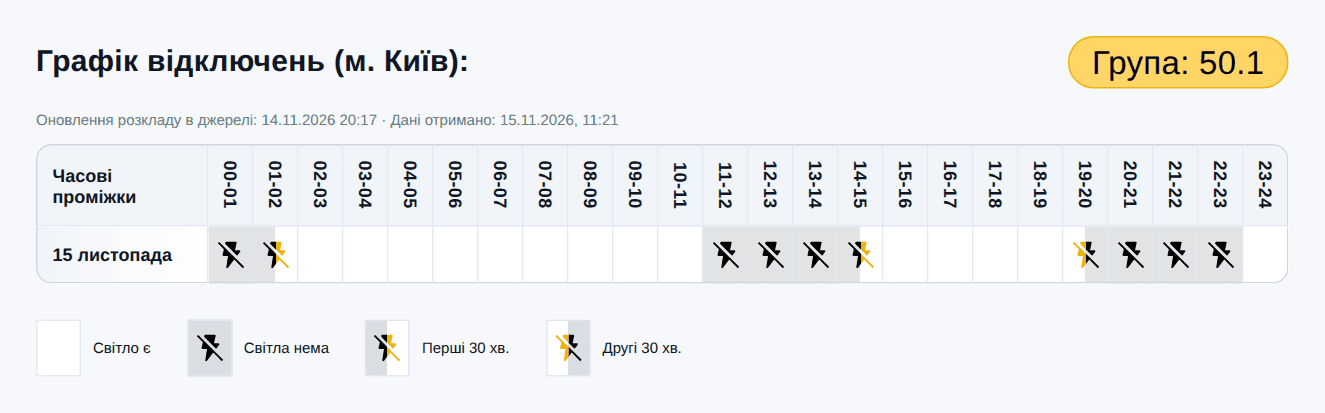 Графік відключень (м. Київ):
Група: 50.1
Оновлення розкладу в джерелі: 14.11.2026 20:17 · Дані отримано: 15.11.2026, 11:21
Часові
проміжки
00-01
01-02
02-03
03-04
04-05
05-06
06-07
07-08
08-09
09-10
10-11
11-12
12-13
13-14
14-15
15-16
16-17
17-18
18-19
19-20
20-21
21-22
22-23
23-24
15 листопада
Світло є
Світла нема
Перші 30 хв.
Другі 30 хв.